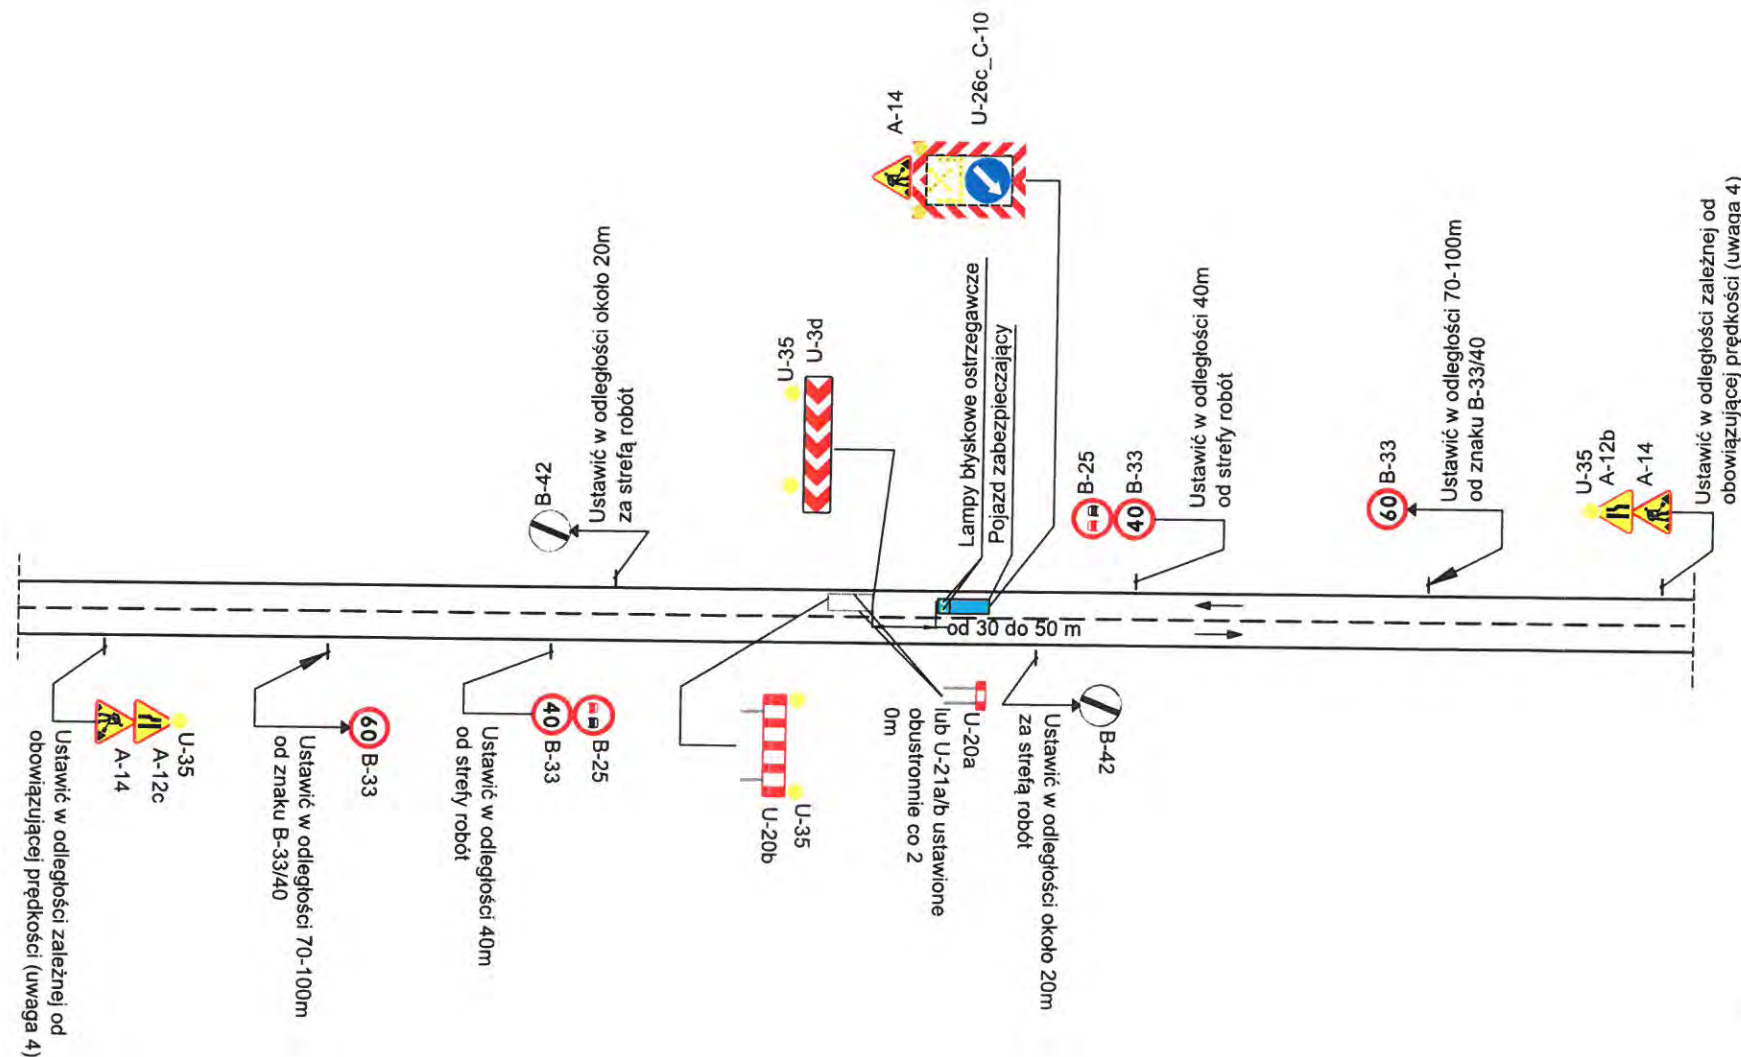 A-14
U-26c_C-10
B-42
Ustawić w odległości około 20m
za strefą robót
U-35
U-3d
Lampy błyskowe ostrzegawcze
Pojazd zabezpieczający
B-25
B-33
40
Ustawić w odległości 40m
od strefy robót
60
B-33
Ustawić w odległości 70-100m
od znaku B-33/40
U-35
A-12b
A-14
Ustawić w odległości zależnej od
obowiązującej prędkości (uwaga 4)
od 30 do 50 m
U-35
A-12c
A-14
Ustawić w odległości zależnej od
obowiązującej prędkości (uwaga 4)
60
B-33
Ustawić w odległości 70-100m
od znaku B-33/40
40
B-25
B-33
Ustawić w odległości 40m
od strefy robót
U-35
U-20b
U-20a
lub U-21a/b ustawione
obustronnie co 2
0m
B-42
Ustawić w odległości około 20m
za strefą robót